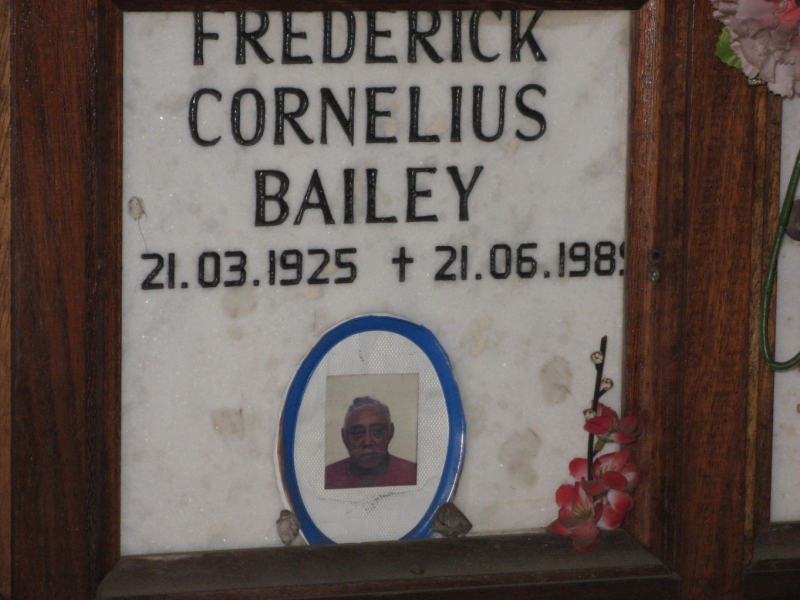 FREDERICK
CORNELIUS
BAILEY
21.03.1925 ✝ 21.06.198